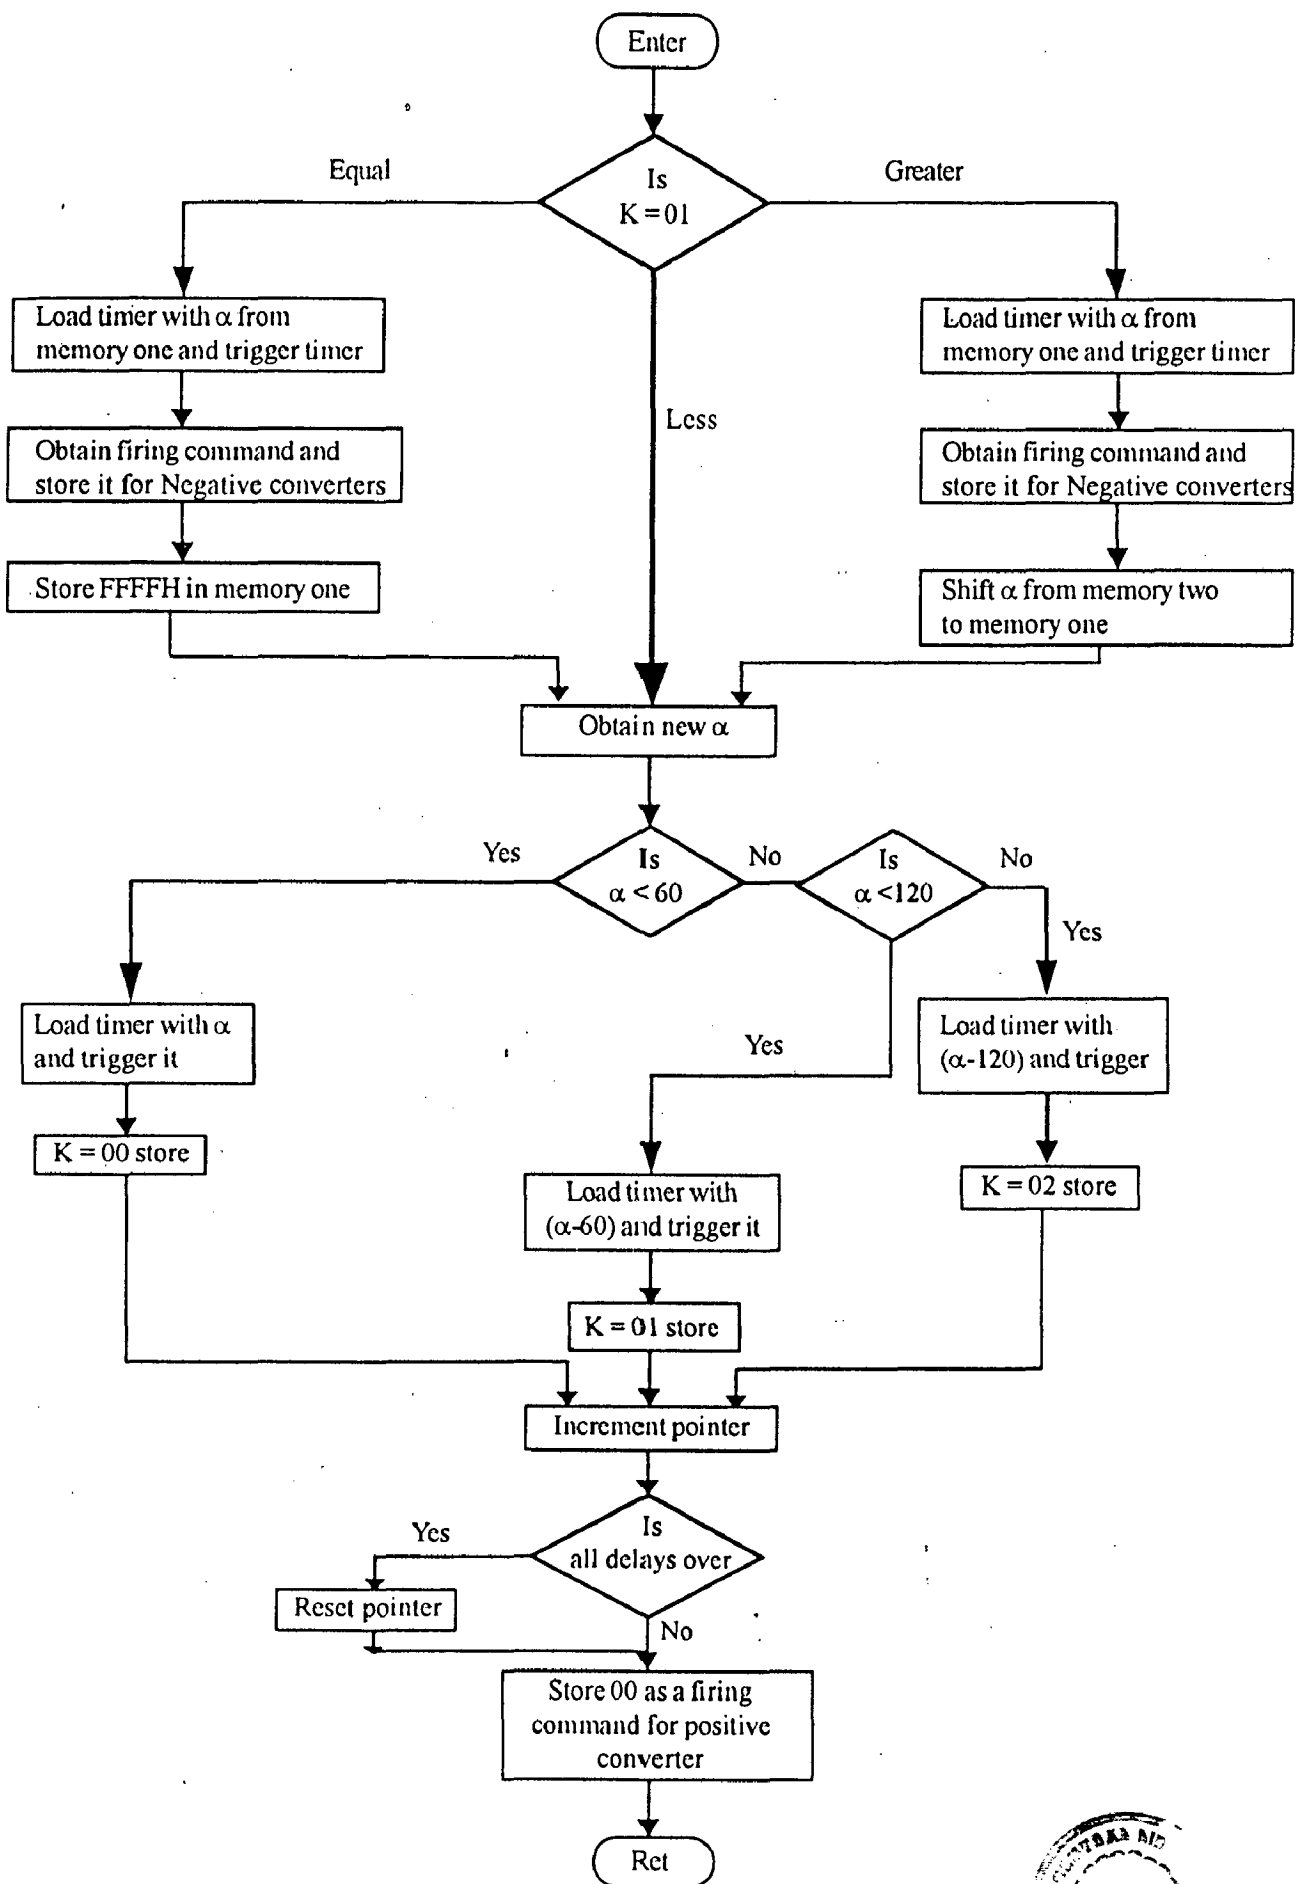 Enter
Equal
Is
K = 01
Greater
Load timer with α from
memory one and trigger timer
Load timer with α from
memory one and trigger timer
Less
Obtain firing command and
store it for Negative converters
Obtain firing command and
store it for Negative converters
Store FFFFH in memory one
Shift α from memory two
to memory one
Obtain new α
Yes
Is
α < 60
No
Is
α <120
No
Yes
Load timer with α
and trigger it
Yes
Load timer with
(α-120) and trigger
K = 00 store
Load timer with
(α-60) and trigger it
K = 02 store
K = 01 store
Increment pointer
Yes
Is
all delays over
Reset pointer
No
Store 00 as a firing
command for positive
converter
Ret